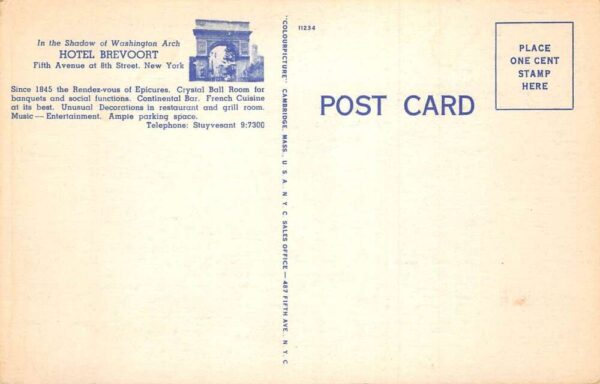 In the Shadow of Washington Arch
HOTEL BREVOORT
Fifth Avenue at 8th Street. New York
Since 1845 the Rendez-vous of Epicures. Crystal Ball Room for
banquets and social functions. Continental Bar. French Cuisine
at its best. Unusual Decorations in restaurant and grill room.
Music — Entertainment. Ample parking space.
Telephone: Stuyvesant 9:7300
"COLOURPICTURE" CAMBRIDGE, MASS., U. S. A. N. Y. C. SALES OFFICE — 487 FIFTH AVE. N. Y. C.
11234
POST CARD
PLACE
ONE CENT
STAMP
HERE